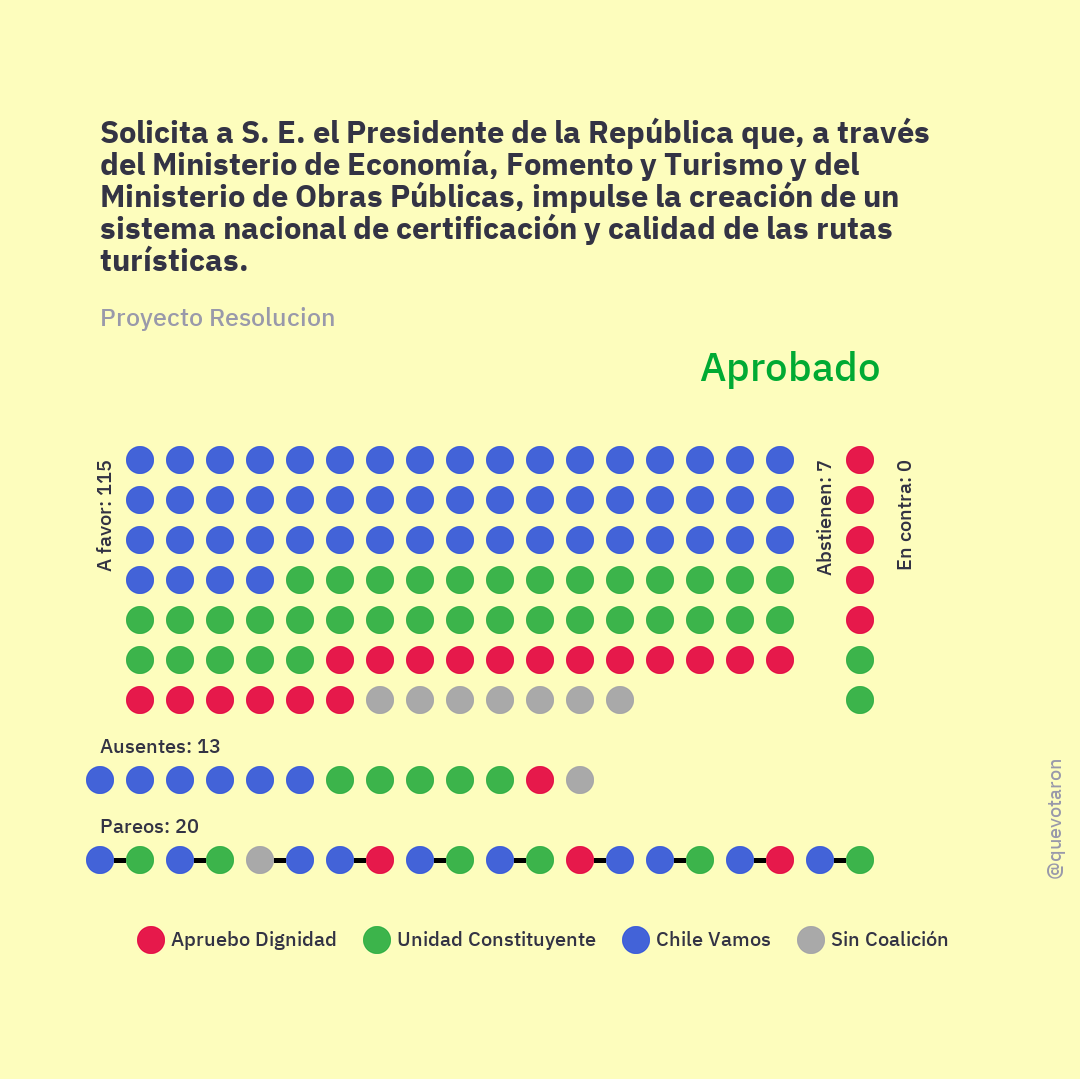 Solicita a S. E. el Presidente de la República que, a través
del Ministerio de Economía, Fomento y Turismo y del
Ministerio de Obras Públicas, impulse la creación de un
sistema nacional de certificación y calidad de las rutas
turísticas.
Proyecto Resolucion
Aprobado
A favor: 115
Abstienen: 7
En contra: 0
Ausentes: 13
Pareos: 20
@quevotaron
Apruebo Dignidad
Unidad Constituyente
Chile Vamos
Sin Coalición